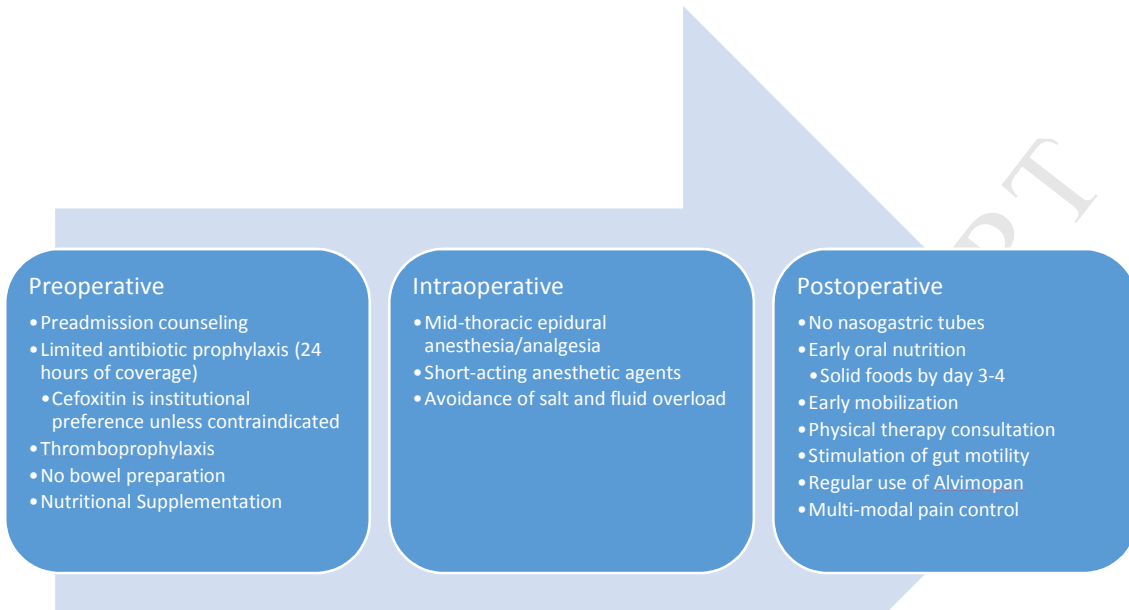 Preoperative
•Preadmission counseling
•Limited antibiotic prophylaxis (24
hours of coverage)
•Cefoxitin is institutional
preference unless contraindicated
•Thromboprophylaxis
•No bowel preparation
•Nutritional Supplementation
Intraoperative
•Mid-thoracic epidural
anesthesia/analgesia
•Short-acting anesthetic agents
•Avoidance of salt and fluid overload
Postoperative
•No nasogastric tubes
•Early oral nutrition
•Solid foods by day 3-4
•Early mobilization
•Physical therapy consultation
•Stimulation of gut motility
•Regular use of Alvimopan
•Multi-modal pain control
PT